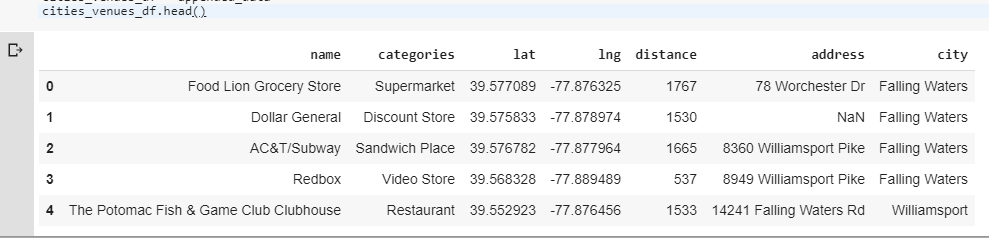 cities_venues_df = appended_data
cities_venues_df.head()
name categories lat lng distance address city
0 Food Lion Grocery Store Supermarket 39.577089 -77.876325 1767 78 Worchester Dr Falling Waters
1 Dollar General Discount Store 39.575833 -77.878974 1530 NaN Falling Waters
2 AC&T/Subway Sandwich Place 39.576782 -77.877964 1665 8360 Williamsport Pike Falling Waters
3 Redbox Video Store 39.568328 -77.889489 537 8949 Williamsport Pike Falling Waters
4 The Potomac Fish & Game Club Clubhouse Restaurant 39.552923 -77.876456 1533 14241 Falling Waters Rd Williamsport